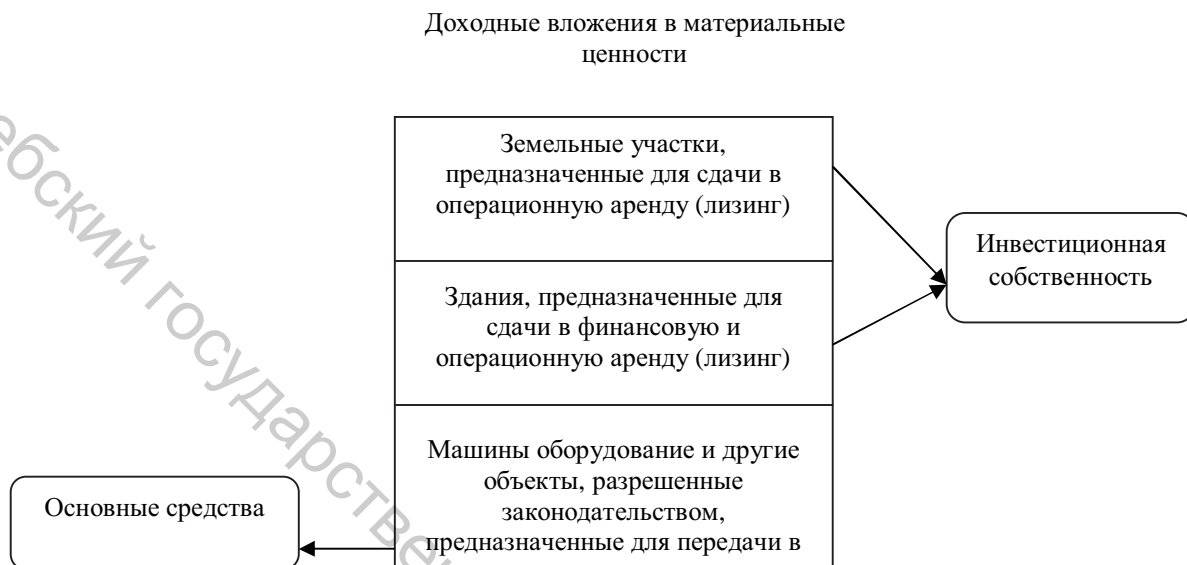 Доходные вложения в материальные
ценности
Земельные участки,
предназначенные для сдачи в
операционную аренду (лизинг)
Инвестиционная
собственность
Здания, предназначенные для
сдачи в финансовую и
операционную аренду (лизинг)
Машины оборудование и другие
объекты, разрешенные
законодательством,
предназначенные для передачи в
Основные средства
государствен